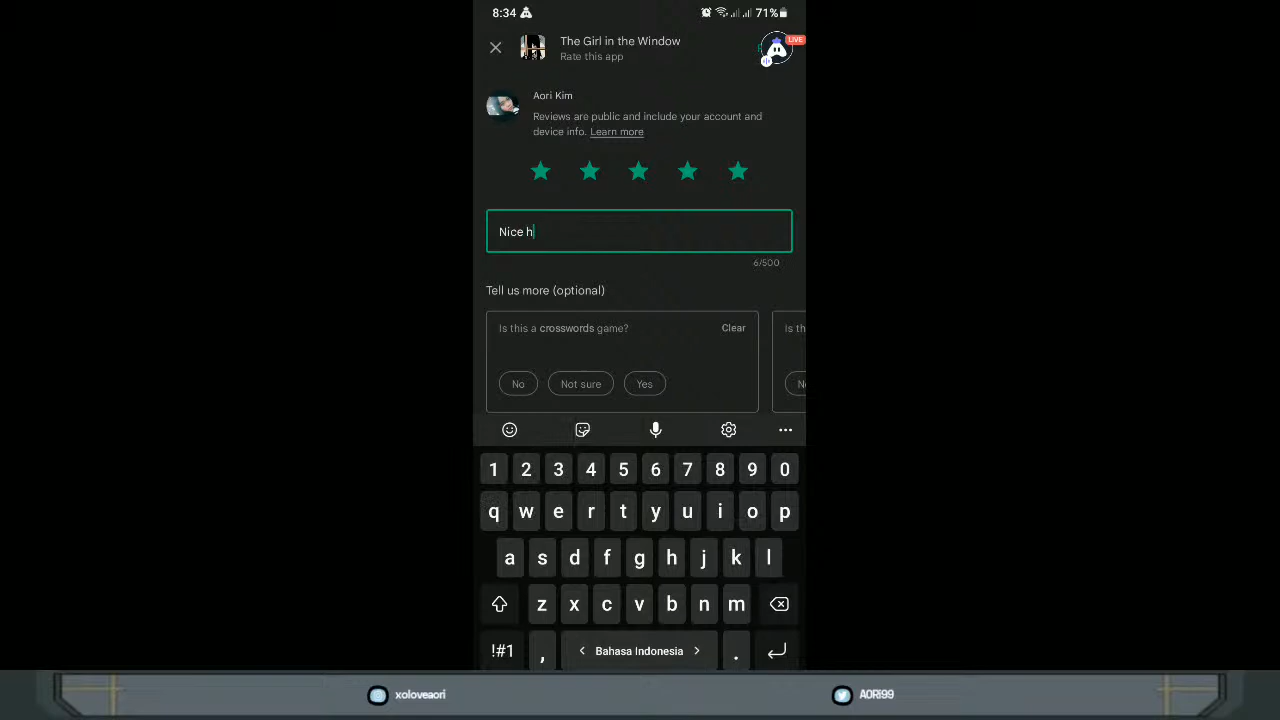 8:34
71%
The Girl in the Window
Rate this app
LIVE
Aori Kim
Reviews are public and include your account and
device info. Learn more
Nice h
6/500
Tell us more (optional)
Is this a crosswords game?
Clear
Is th
No
Not sure
Yes
N
1 2 3 4 5 6 7 8 9 0
q w e r t y u i o p
a s d f g h j k l
z x c v b n m
!#1 , < Bahasa Indonesia > .
xoloveaori
AORI99